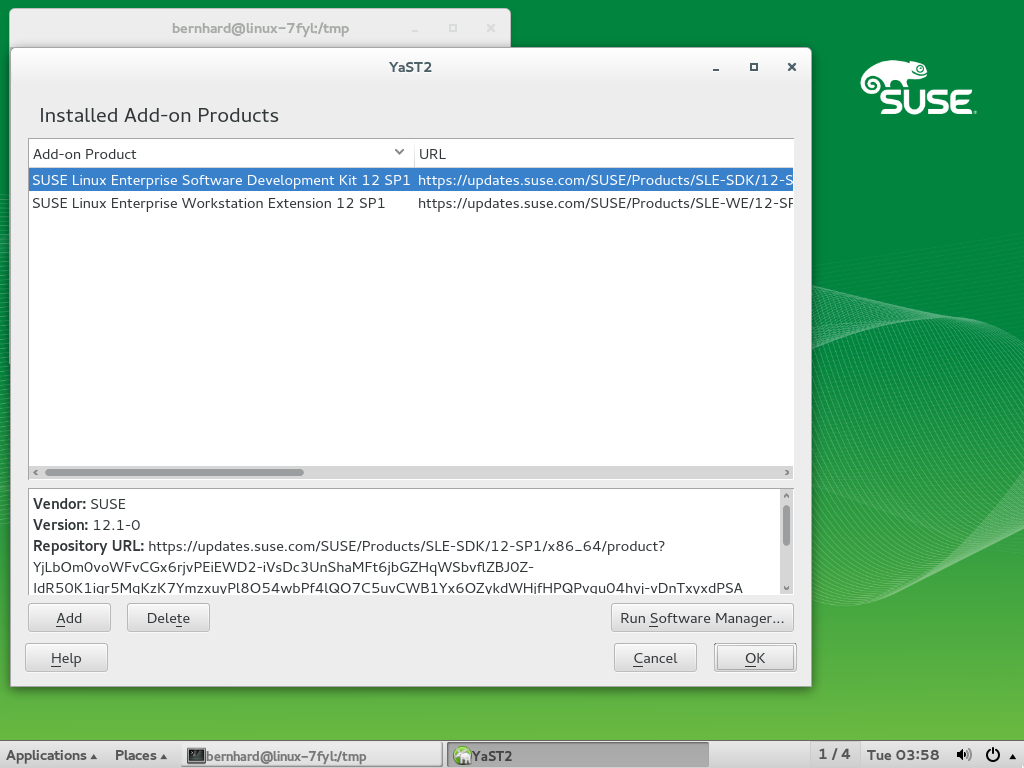 bernhard@linux-7fyl:/tmp
YaST2
SUSE
Installed Add-on Products
Add-on Product URL
SUSE Linux Enterprise Software Development Kit 12 SP1 https://updates.suse.com/SUSE/Products/SLE-SDK/12-S
SUSE Linux Enterprise Workstation Extension 12 SP1 https://updates.suse.com/SUSE/Products/SLE-WE/12-SP
Vendor: SUSE
Version: 12.1-0
Repository URL: https://updates.suse.com/SUSE/Products/SLE-SDK/12-SP1/x86_64/product?
YjLbOm0voWFvCGx6rjvPEiEWD2-iVsDc3UnShaMFt6jbGZHqWSbvflZBJ0Z-
Add Delete Run Software Manager...
Help Cancel OK
Applications Places bernhard@linux-7fyl:/tmp YaST2 1 / 4 Tue 03:58